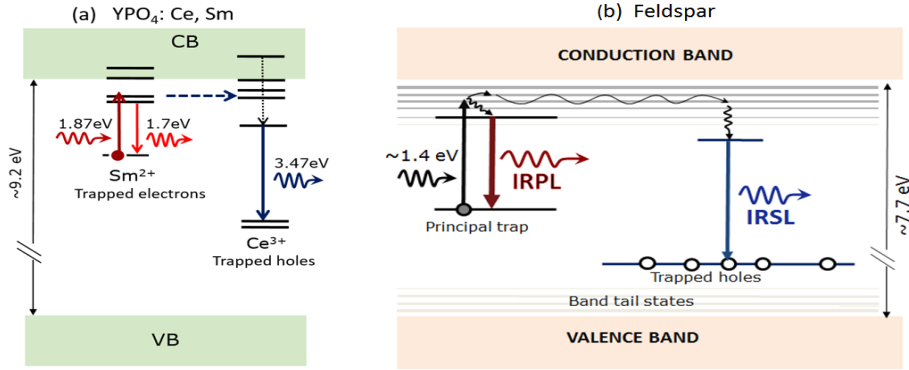 (a) YPO₄: Ce, Sm
CB
~9.2 eV
1.87eV
1.7eV
3.47eV
Sm²⁺
Trapped electrons
Ce³⁺
Trapped holes
VB
(b) Feldspar
CONDUCTION BAND
~1.4 eV
IRPL
Principal trap
IRSL
Trapped holes
Band tail states
~7.7 eV
VALENCE BAND